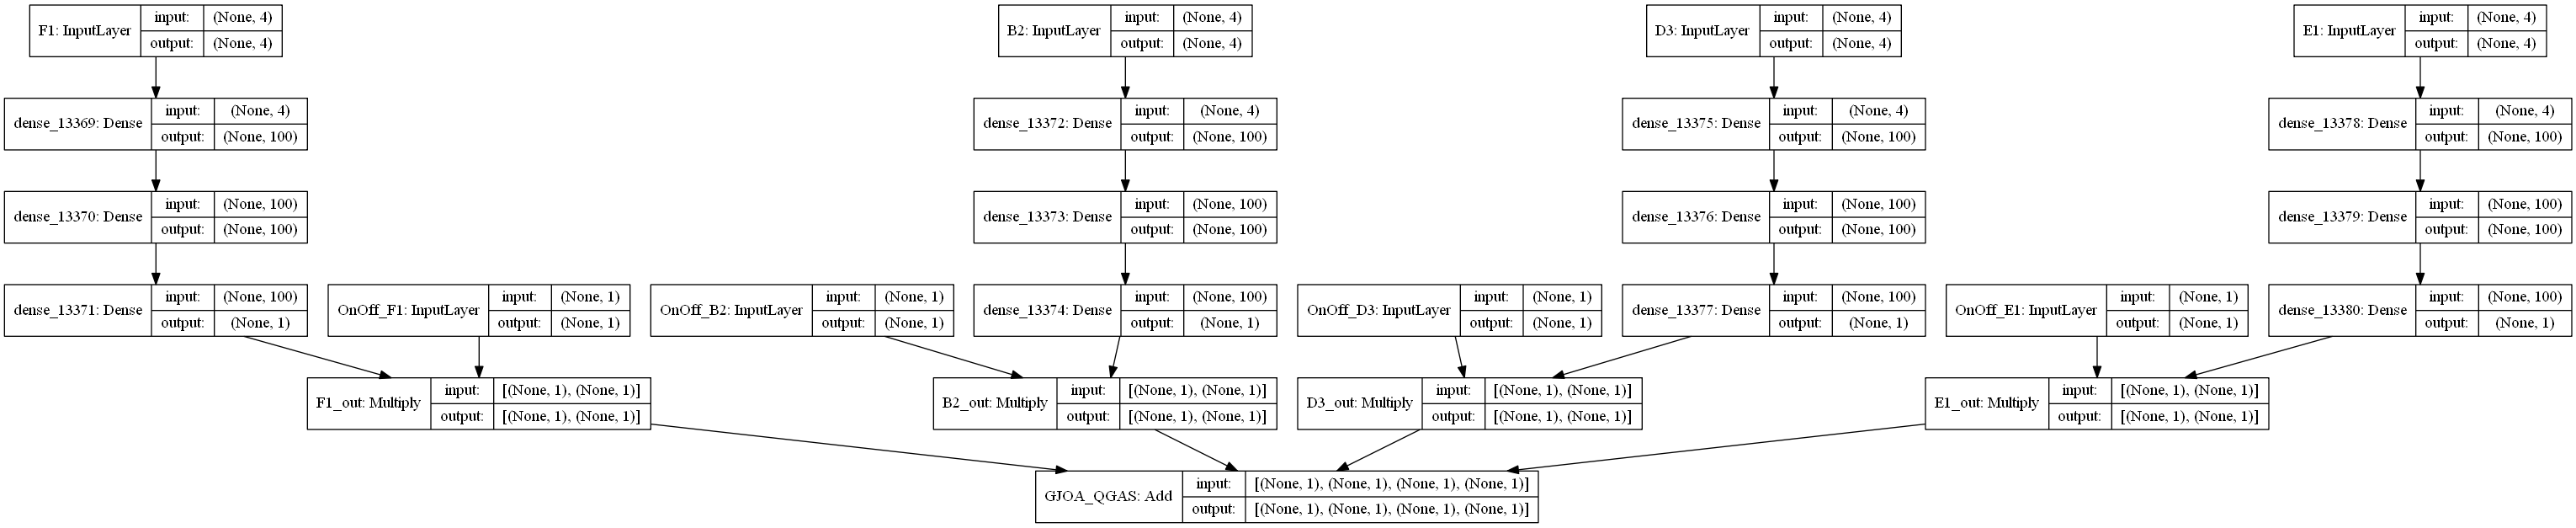 F1: InputLayer input: (None, 4)
output: (None, 4)
B2: InputLayer input: (None, 4)
output: (None, 4)
D3: InputLayer input: (None, 4)
output: (None, 4)
E1: InputLayer input: (None, 4)
output: (None, 4)
dense_13369: Dense input: (None, 4)
output: (None, 100)
dense_13372: Dense input: (None, 4)
output: (None, 100)
dense_13375: Dense input: (None, 4)
output: (None, 100)
dense_13378: Dense input: (None, 4)
output: (None, 100)
dense_13370: Dense input: (None, 100)
output: (None, 100)
dense_13373: Dense input: (None, 100)
output: (None, 100)
dense_13376: Dense input: (None, 100)
output: (None, 100)
dense_13379: Dense input: (None, 100)
output: (None, 100)
dense_13371: Dense input: (None, 100)
output: (None, 1)
OnOff_F1: InputLayer input: (None, 1)
output: (None, 1)
OnOff_B2: InputLayer input: (None, 1)
output: (None, 1)
dense_13374: Dense input: (None, 100)
output: (None, 1)
OnOff_D3: InputLayer input: (None, 1)
output: (None, 1)
dense_13377: Dense input: (None, 100)
output: (None, 1)
OnOff_E1: InputLayer input: (None, 1)
output: (None, 1)
dense_13380: Dense input: (None, 100)
output: (None, 1)
F1_out: Multiply input: [(None, 1), (None, 1)]
output: [(None, 1), (None, 1)]
B2_out: Multiply input: [(None, 1), (None, 1)]
output: [(None, 1), (None, 1)]
D3_out: Multiply input: [(None, 1), (None, 1)]
output: [(None, 1), (None, 1)]
E1_out: Multiply input: [(None, 1), (None, 1)]
output: [(None, 1), (None, 1)]
GJOA_QGAS: Add input: [(None, 1), (None, 1), (None, 1), (None, 1)]
output: [(None, 1), (None, 1), (None, 1), (None, 1)]